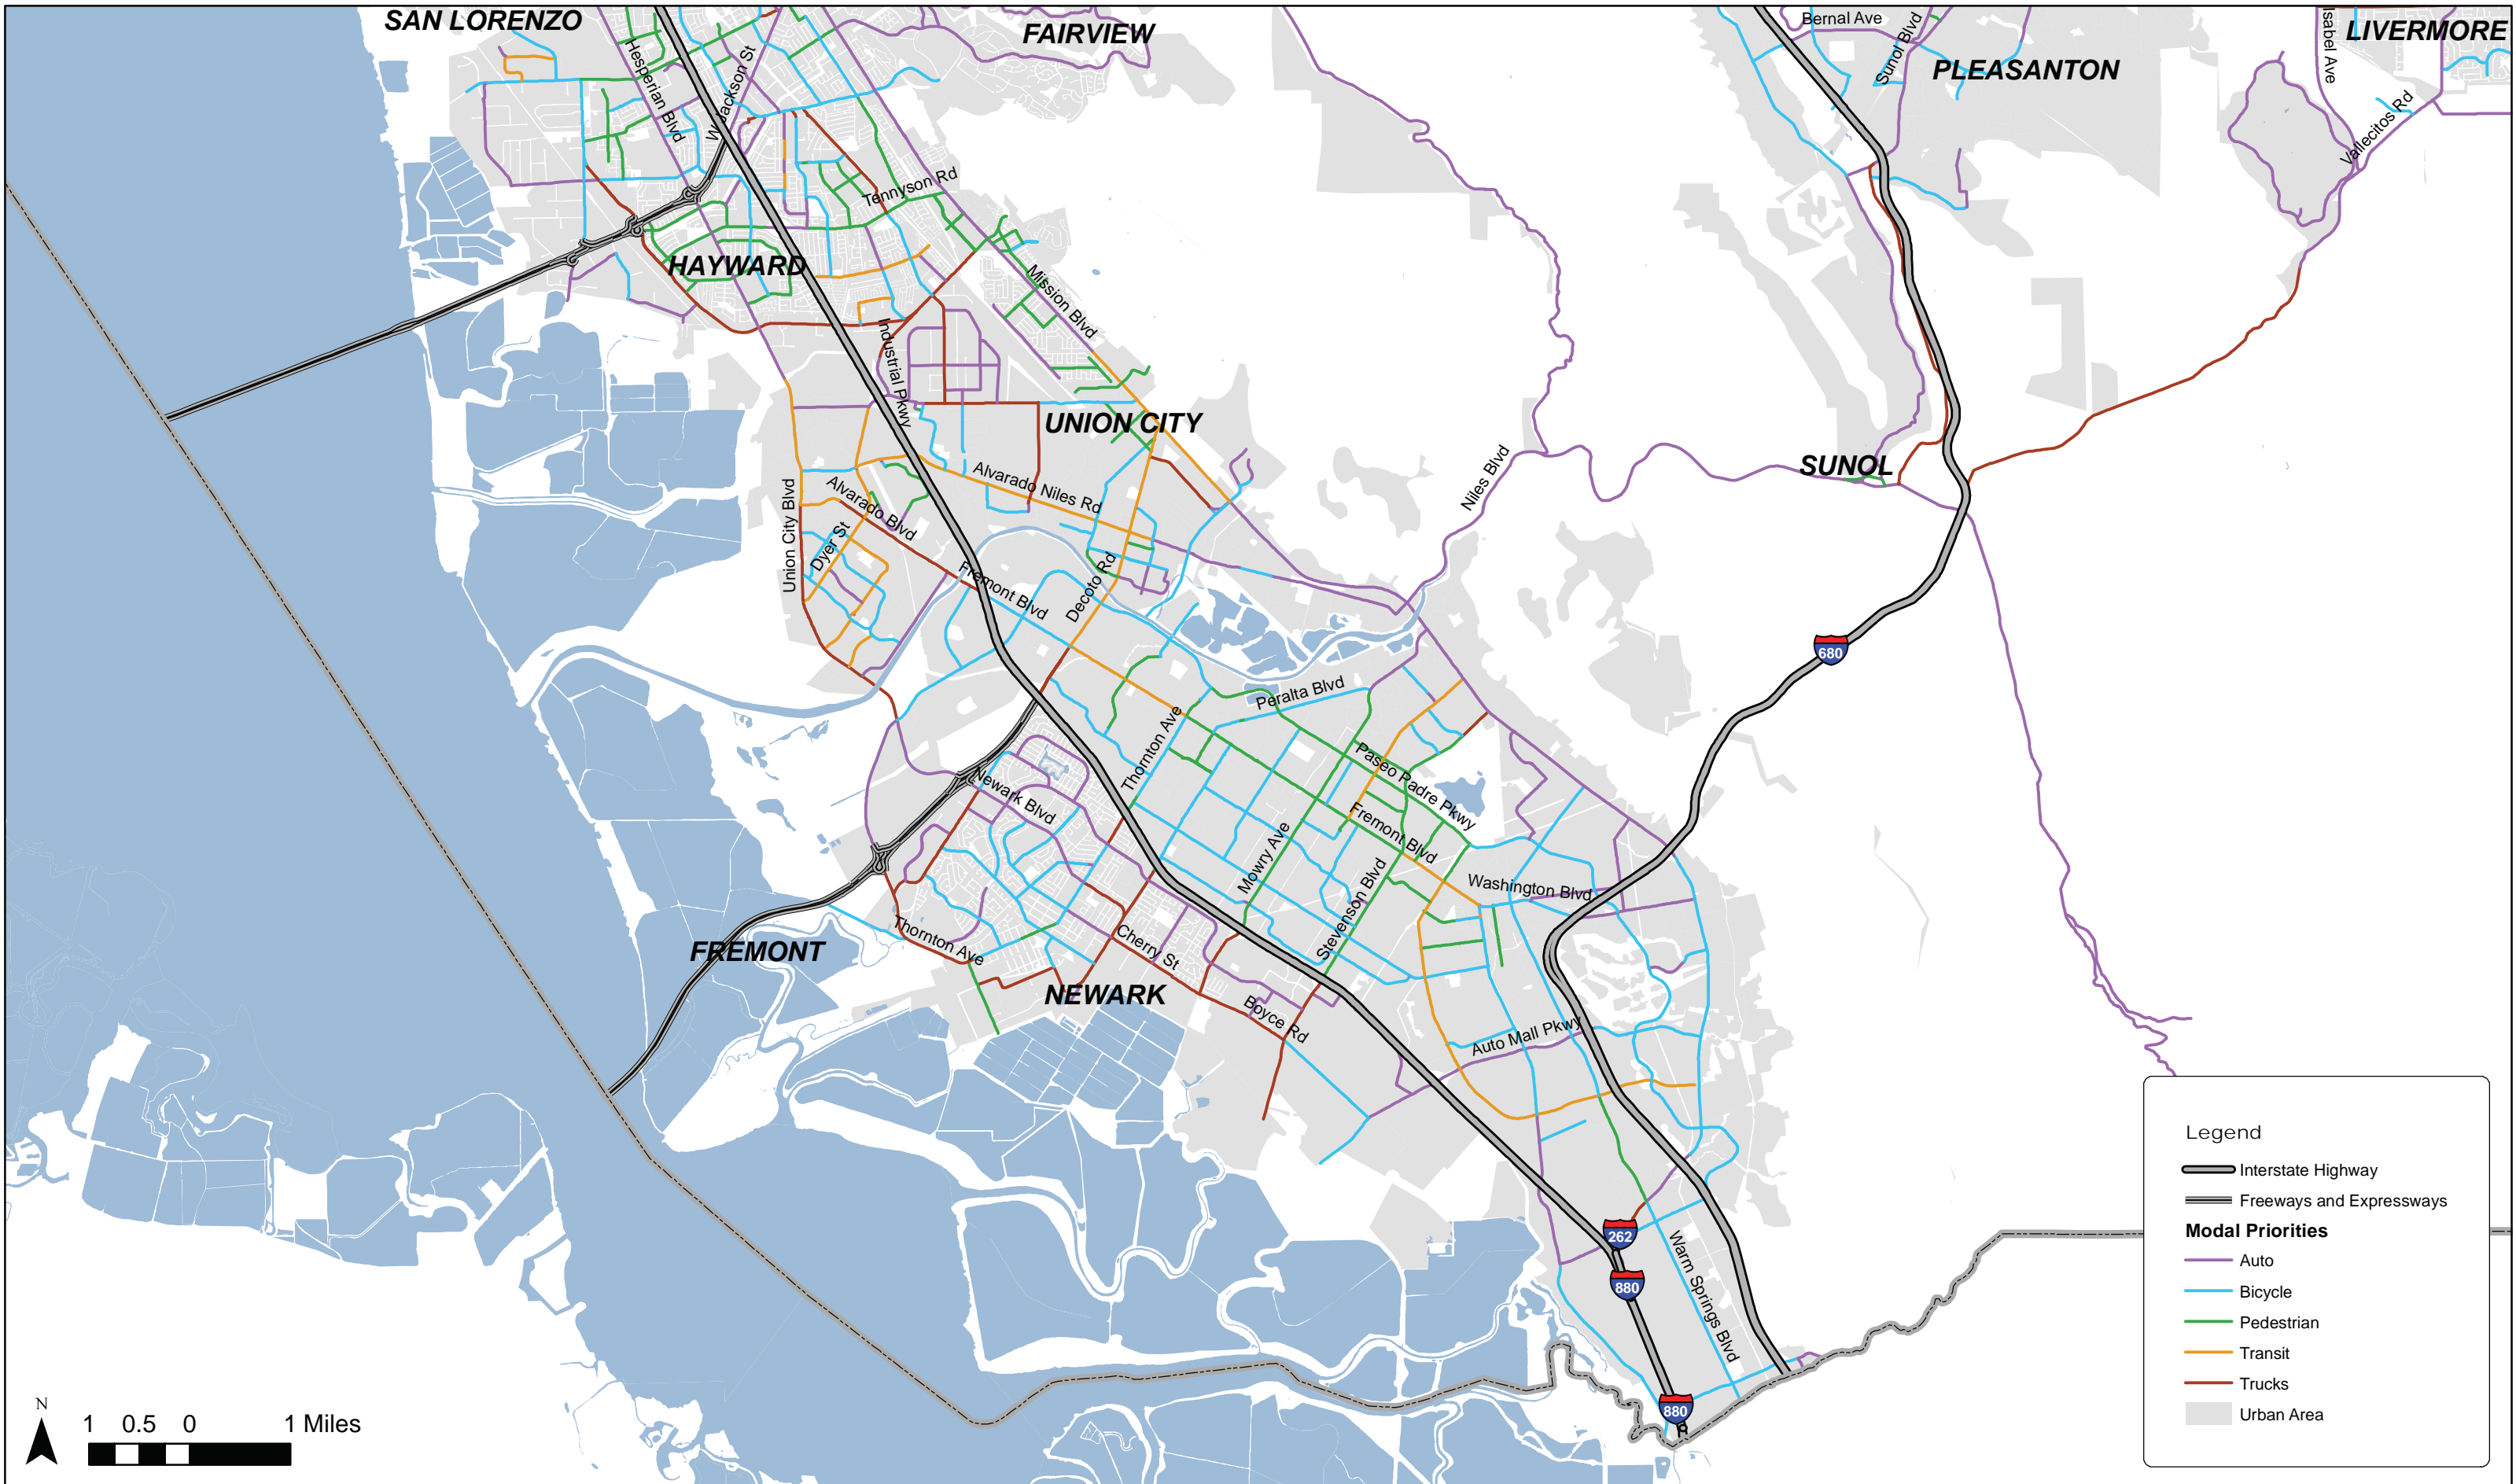 SAN LORENZO
FAIRVIEW
Bernal Ave
Sunol Blvd
Isabel Ave
LIVERMORE
PLEASANTON
Hesperian Blvd
W Jackson St
Vallecitos Rd
Tennyson Rd
HAYWARD
Mission Blvd
Industrial Pkwy
UNION CITY
SUNOL
Niles Blvd
Alvarado Niles Rd
Alvarado Blvd
Union City Blvd
Dyer St
Fremont Blvd
Decoto Rd
680
Peralta Blvd
Thornton Ave
Paseo Padre Pkwy
Newark Blvd
Fremont Blvd
Mowry Ave
Stevenson Blvd
Washington Blvd
Thornton Ave
Cherry St
FREMONT
NEWARK
Boyce Rd
Auto Mall Pkwy
262
880
Warm Springs Blvd
880
Legend
Interstate Highway
Freeways and Expressways
Modal Priorities
Auto
Bicycle
Pedestrian
Transit
Trucks
Urban Area
N
1 0.5 0 1 Miles